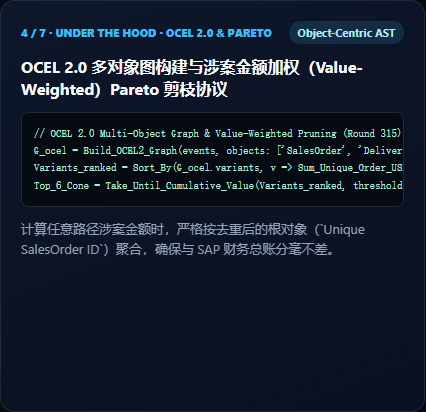 4 / 7 · UNDER THE HOOD · OCEL 2.0 & PARETO
Object-Centric AST
OCEL 2.0 多对象图构建与涉案金额加权（Value-
Weighted）Pareto 剪枝协议
// OCEL 2.0 Multi-Object Graph & Value-Weighted Pruning (Round 315)
G_ocel = Build_OCEL2_Graph(events, objects: ['SalesOrder', 'Deliver
Variants_ranked = Sort_By(G_ocel.variants, v => Sum_Unique_Order_US
Top_6_Cone = Take_Until_Cumulative_Value(Variants_ranked, threshold
计算任意路径涉案金额时，严格按去重后的根对象（`Unique
SalesOrder ID`）聚合，确保与 SAP 财务总账分毫不差。